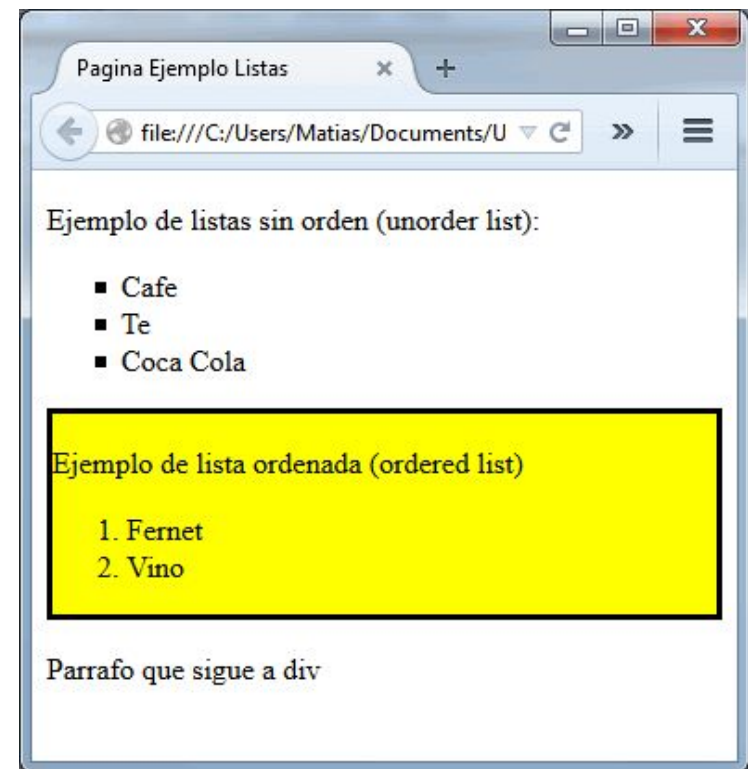 Pagina Ejemplo Listas
file:///C:/Users/Matias/Documents/U
Ejemplo de listas sin orden (unorder list):
Cafe
Te
Coca Cola
Ejemplo de lista ordenada (ordered list)
1. Fernet
2. Vino
Parrafo que sigue a div